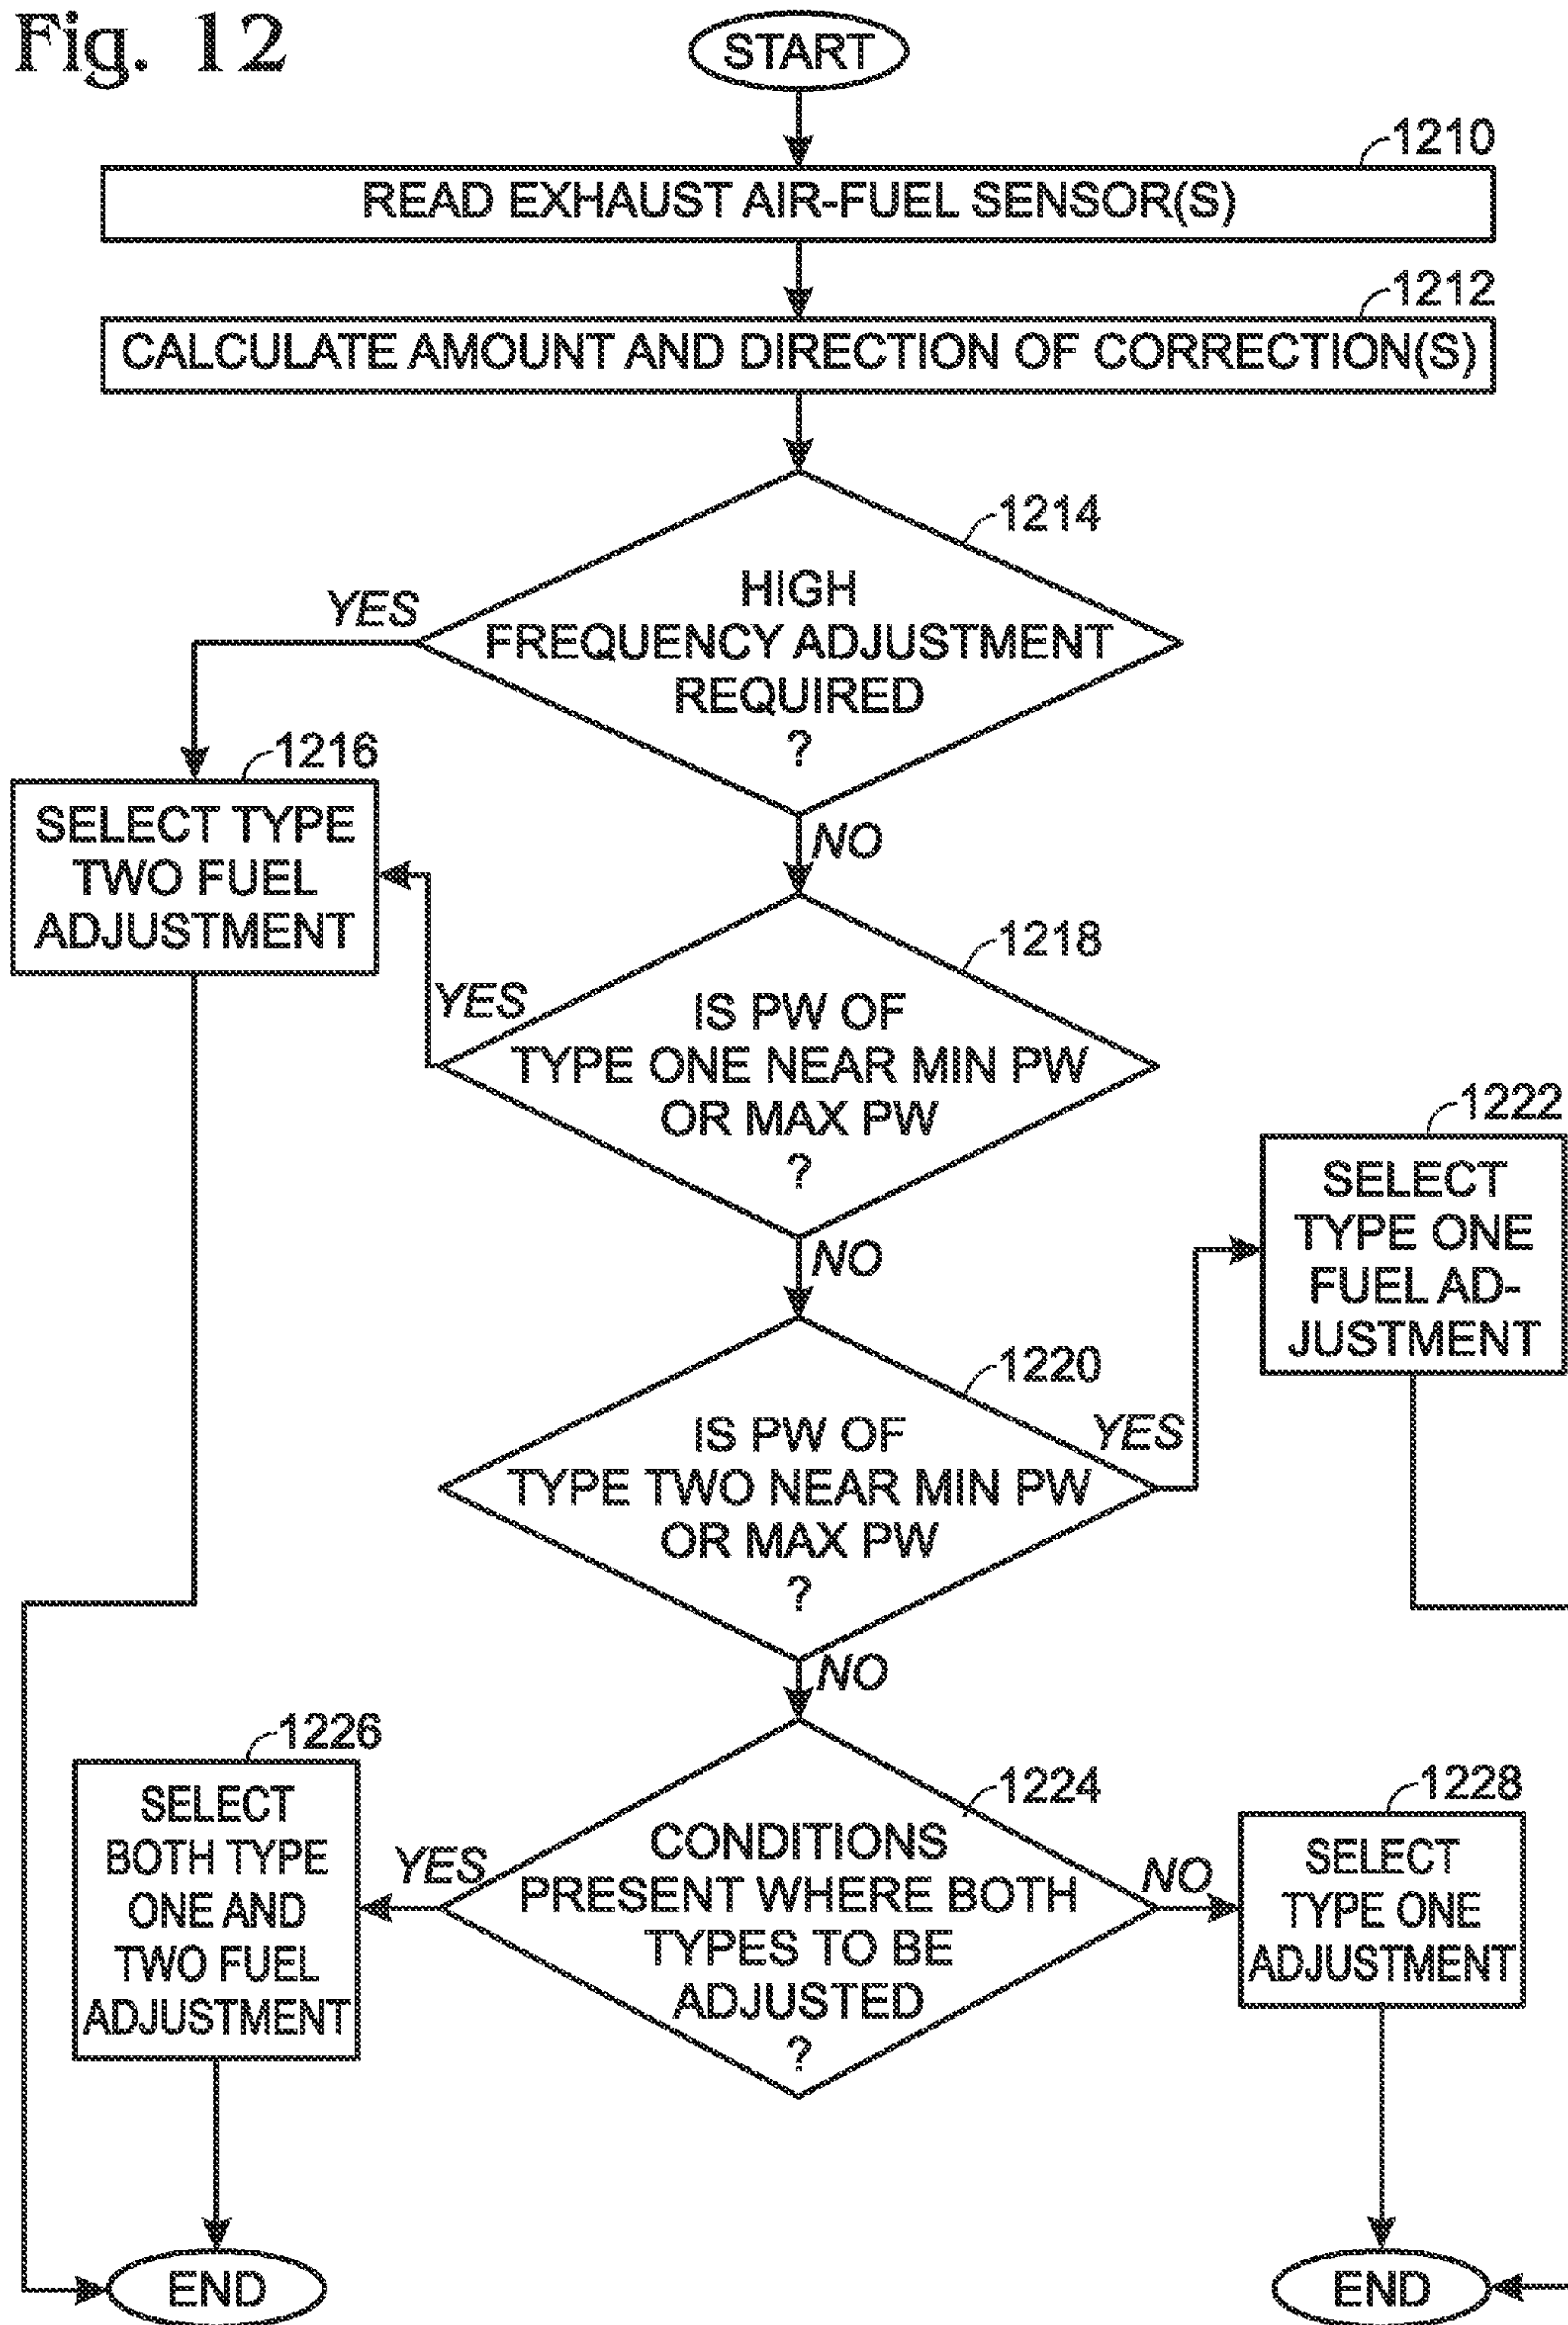 Fig. 12
START
1210
READ EXHAUST AIR-FUEL SENSOR(S)
1212
CALCULATE AMOUNT AND DIRECTION OF CORRECTION(S)
1214
HIGH
FREQUENCY ADJUSTMENT
REQUIRED
?
YES
NO
1216
SELECT TYPE
TWO FUEL
ADJUSTMENT
1218
IS PW OF
TYPE ONE NEAR MIN PW
OR MAX PW
?
YES
NO
1222
SELECT
TYPE ONE
FUEL AD-
JUSTMENT
1220
IS PW OF
TYPE TWO NEAR MIN PW
OR MAX PW
?
YES
NO
1226
SELECT
BOTH TYPE
ONE AND
TWO FUEL
ADJUSTMENT
1224
CONDITIONS
PRESENT WHERE BOTH
TYPES TO BE
ADJUSTED
?
YES
NO
1228
SELECT
TYPE ONE
ADJUSTMENT
END
END